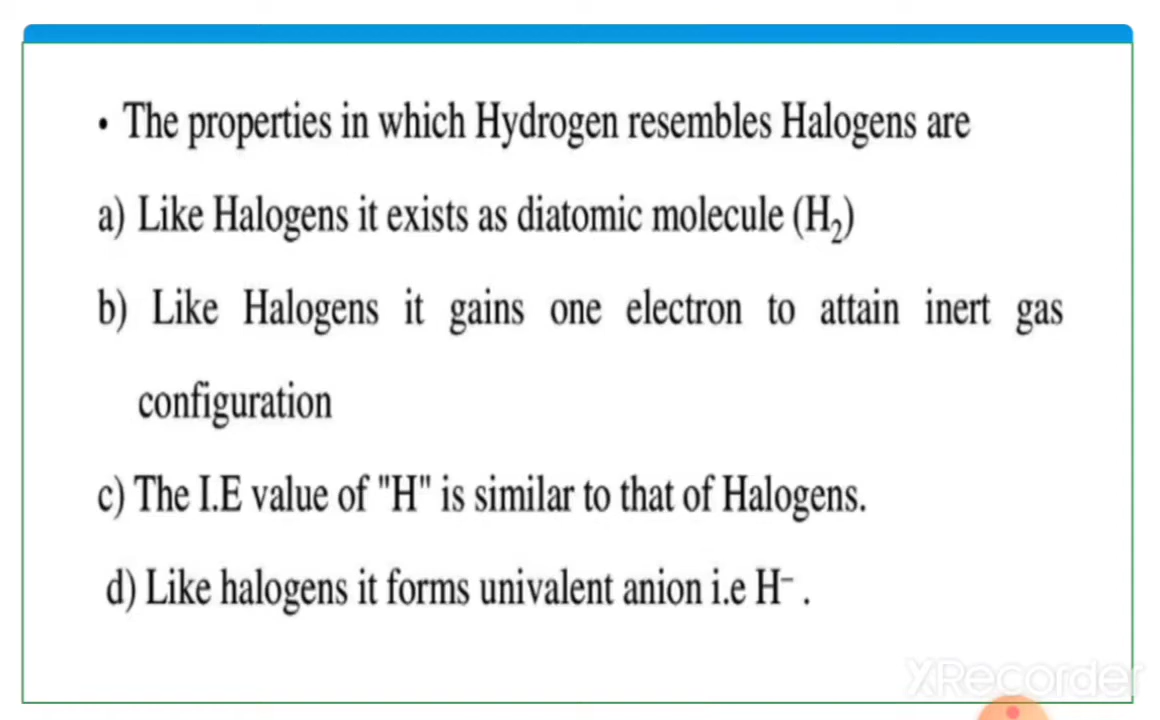 • The properties in which Hydrogen resembles Halogens are
a) Like Halogens it exists as diatomic molecule (H₂)
b) Like Halogens it gains one electron to attain inert gas
configuration
c) The I.E value of "H" is similar to that of Halogens.
d) Like halogens it forms univalent anion i.e H⁻ .
XRecorder